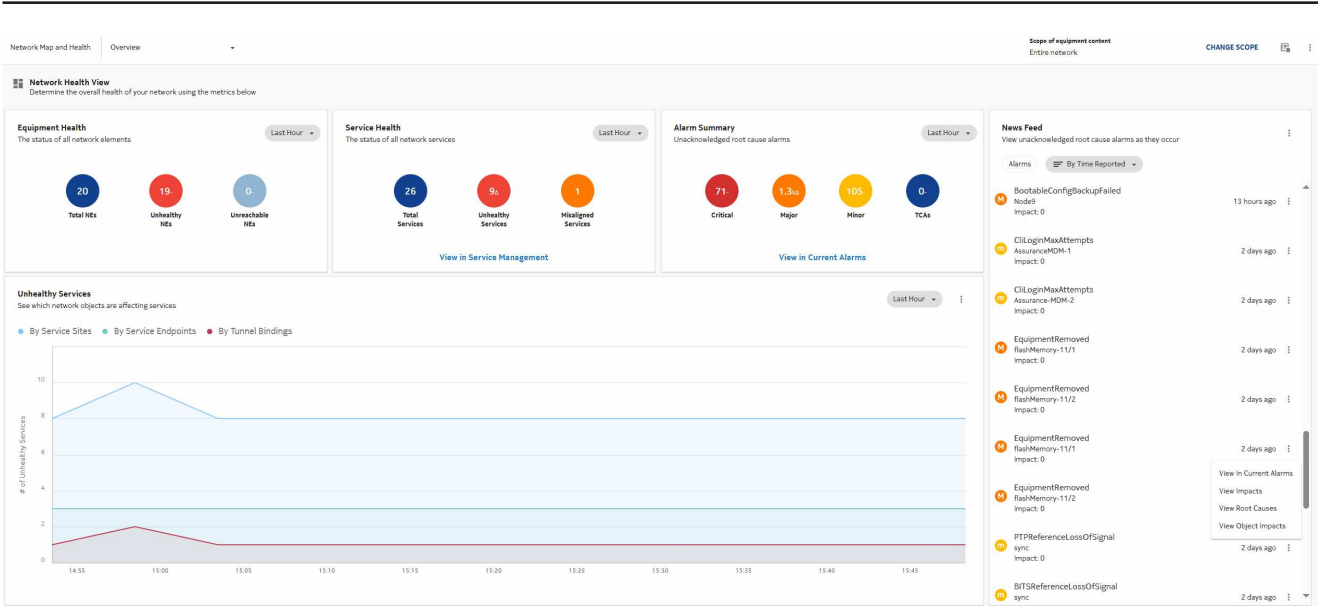 Network Map and Health
Overview
Scope of equipment content
Entire network
CHANGE SCOPE
Network Health View
Determine the overall health of your network using the metrics below
Equipment Health
The status of all network elements
Last Hour
20
19-
0-
Total NEs
Unhealthy
NEs
Unreachable
NEs
Service Health
The status of all network services
Last Hour
26
9
1
Total
Services
Unhealthy
Services
Misaligned
Services
View in Service Management
Alarm Summary
Unacknowledged root cause alarms
Last Hour
71-
1.3k
105-
0-
Critical
Major
Minor
TCAs
View in Current Alarms
Unhealthy Services
See which network objects are affecting services
Last Hour
By Service Sites
By Service Endpoints
By Tunnel Bindings
# of Unhealthy Services
10
8
6
4
2
0
14:55
15:00
15:05
15:10
15:15
15:20
15:25
15:30
15:35
15:40
15:45
News Feed
View unacknowledged root cause alarms as they occur
Alarms
By Time Reported
M
BootableConfigBackupFailed
Node9
13 hours ago
Impact: 0
m
CliLoginMaxAttempts
AssuranceMDM-1
2 days ago
Impact: 0
m
CliLoginMaxAttempts
Assurance-MDM-2
2 days ago
Impact: 0
M
EquipmentRemoved
flashMemory-11/1
2 days ago
Impact: 0
M
EquipmentRemoved
flashMemory-11/2
2 days ago
Impact: 0
M
EquipmentRemoved
flashMemory-11/1
2 days ago
Impact: 0
View In Current Alarms
View Impacts
View Root Causes
View Object Impacts
M
EquipmentRemoved
flashMemory-11/2
Impact: 0
m
PTPReferenceLossOfSignal
sync
2 days ago
Impact: 0
m
BITSReferenceLossOfSignal
sync
2 days ago